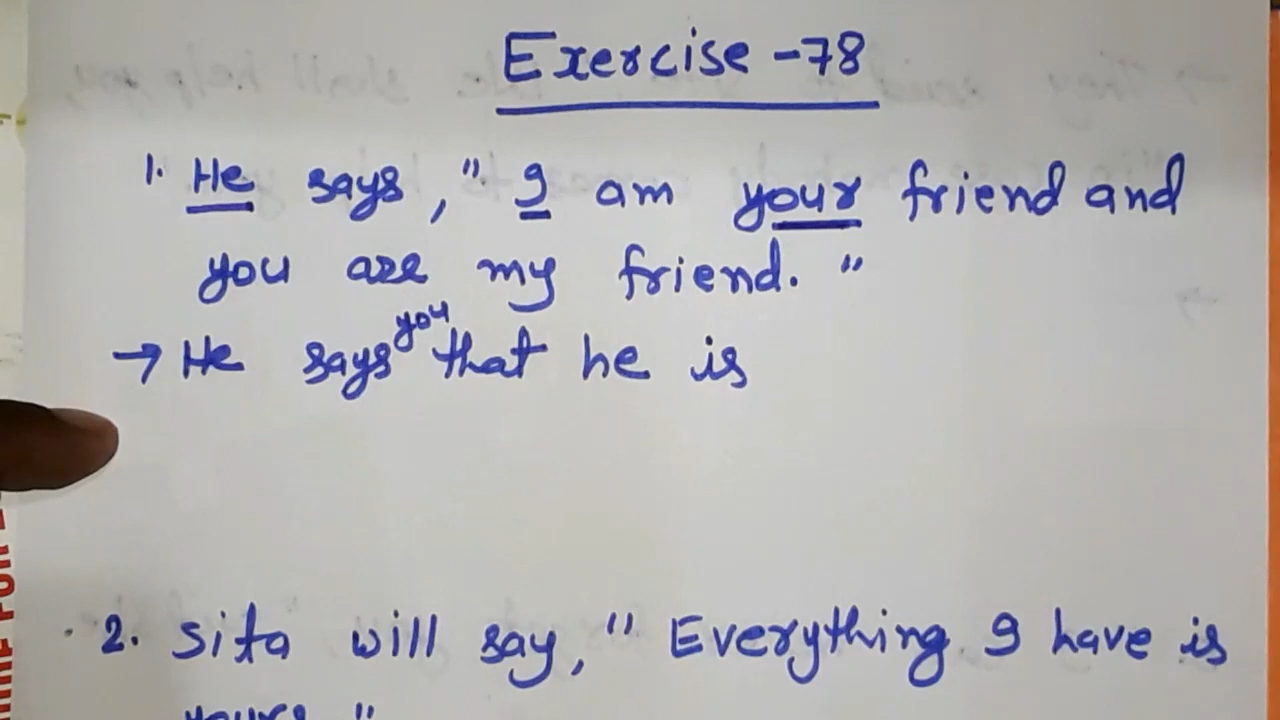 Exercise -78
1. He says, " I am your friend and
you are my friend. "
you
→ He says that he is
2. Sita will say, " Everything I have is
yours "